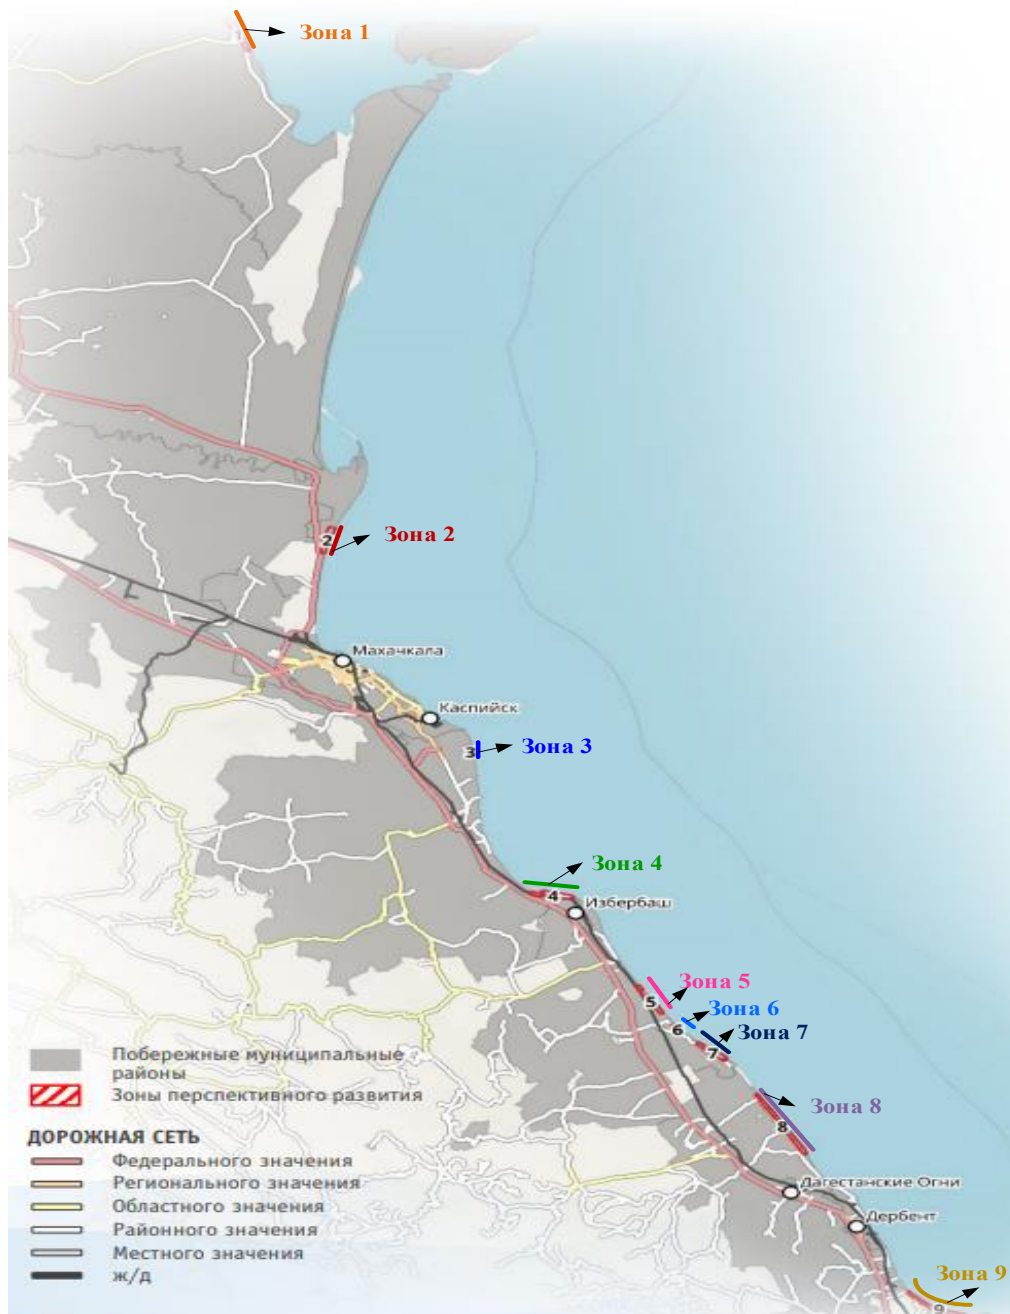 Зона 1
2
Зона 2
Махачкала
Каспийск
3
Зона 3
Зона 4
4
Избербаш
Зона 5
5
Зона 6
6
Зона 7
7
Зона 8
8
Дагестанские Огни
Дербент
Зона 9
9
Побережные муниципальные
районы
Зоны перспективного развития
ДОРОЖНАЯ СЕТЬ
Федерального значения
Регионального значения
Областного значения
Районного значения
Местного значения
ж/д